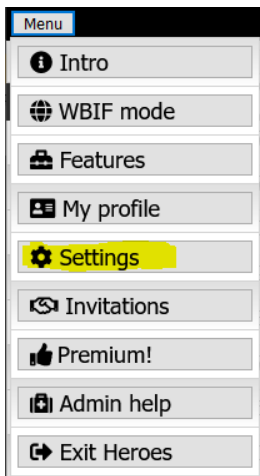 Menu
Intro
WBIF mode
Features
My profile
Settings
Invitations
Premium!
Admin help
Exit Heroes